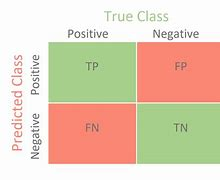 True Class
Positive Negative
Predicted Class
Positive
TP FP
Negative
FN TN